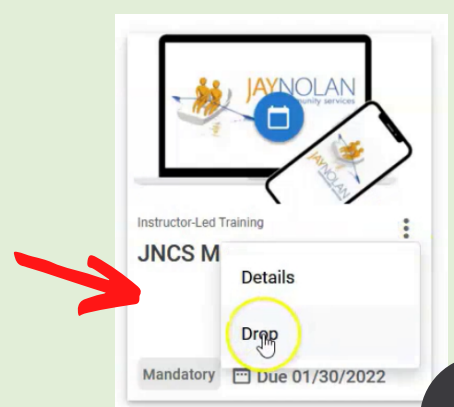 JAYNOLAN
community services
JAYNOLAN
Instructor-Led Training
JNCS M
Details
Drop
Mandatory
Due 01/30/2022